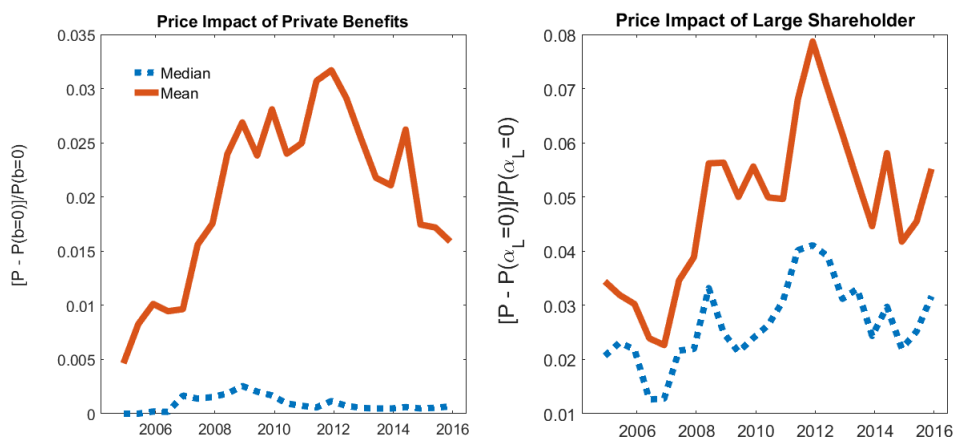 Price Impact of Private Benefits
[P - P(b=0)]/P(b=0)
0.035
0.03
0.025
0.02
0.015
0.01
0.005
0
Median
Mean
2006 2008 2010 2012 2014 2016
Price Impact of Large Shareholder
[P - P(α_L=0)]/P(α_L=0)
0.08
0.07
0.06
0.05
0.04
0.03
0.02
0.01
2006 2008 2010 2012 2014 2016